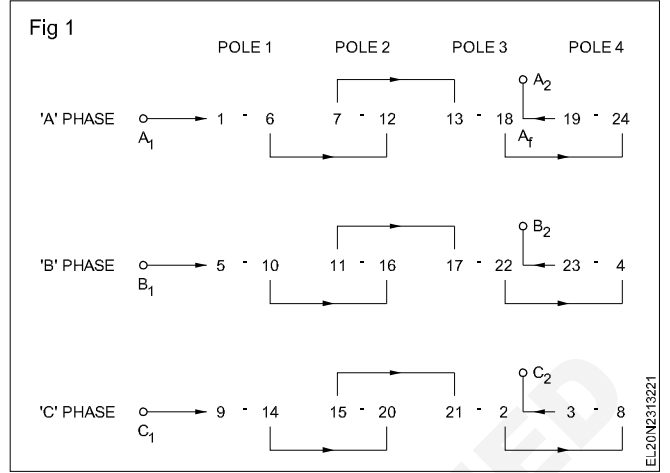 Fig 1
POLE 1 POLE 2 POLE 3 POLE 4
A2
'A' PHASE 1 - 6 7 - 12 13 - 18 19 - 24
A1 Af
B2
'B' PHASE 5 - 10 11 - 16 17 - 22 23 - 4
B1
C2
'C' PHASE 9 - 14 15 - 20 21 - 2 3 - 8
C1
EL20N2313221